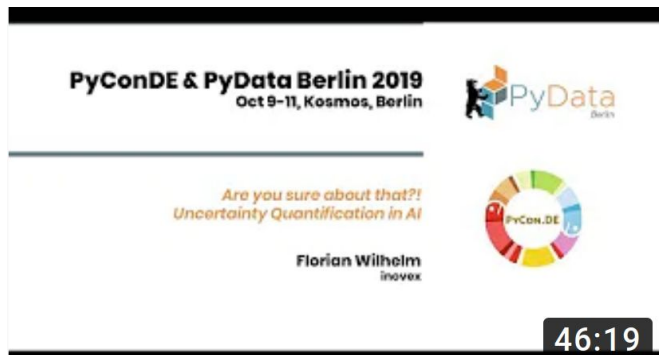 PyConDE & PyData Berlin 2019
Oct 9-11, Kosmos, Berlin
PyData
Berlin
Are you sure about that?!
Uncertainty Quantification in AI
PYCON.DE
Florian Wilhelm
inovex
46:19